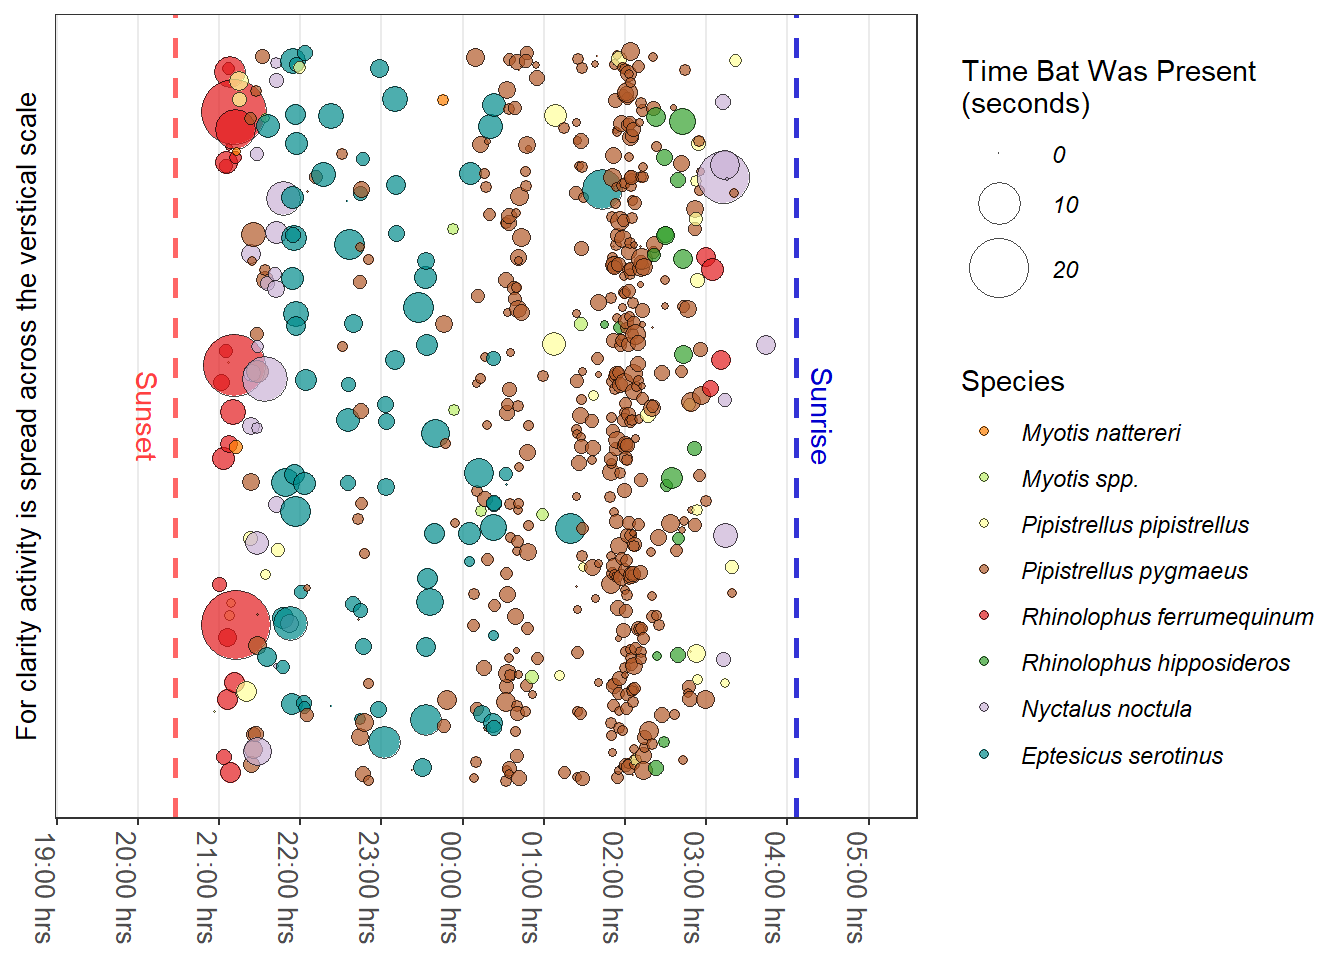 For clarity activity is spread across the verstical scale
Sunset
Sunrise
19:00 hrs
20:00 hrs
21:00 hrs
22:00 hrs
23:00 hrs
00:00 hrs
01:00 hrs
02:00 hrs
03:00 hrs
04:00 hrs
05:00 hrs
Time Bat Was Present
(seconds)
0
10
20
Species
Myotis nattereri
Myotis spp.
Pipistrellus pipistrellus
Pipistrellus pygmaeus
Rhinolophus ferrumequinum
Rhinolophus hipposideros
Nyctalus noctula
Eptesicus serotinus